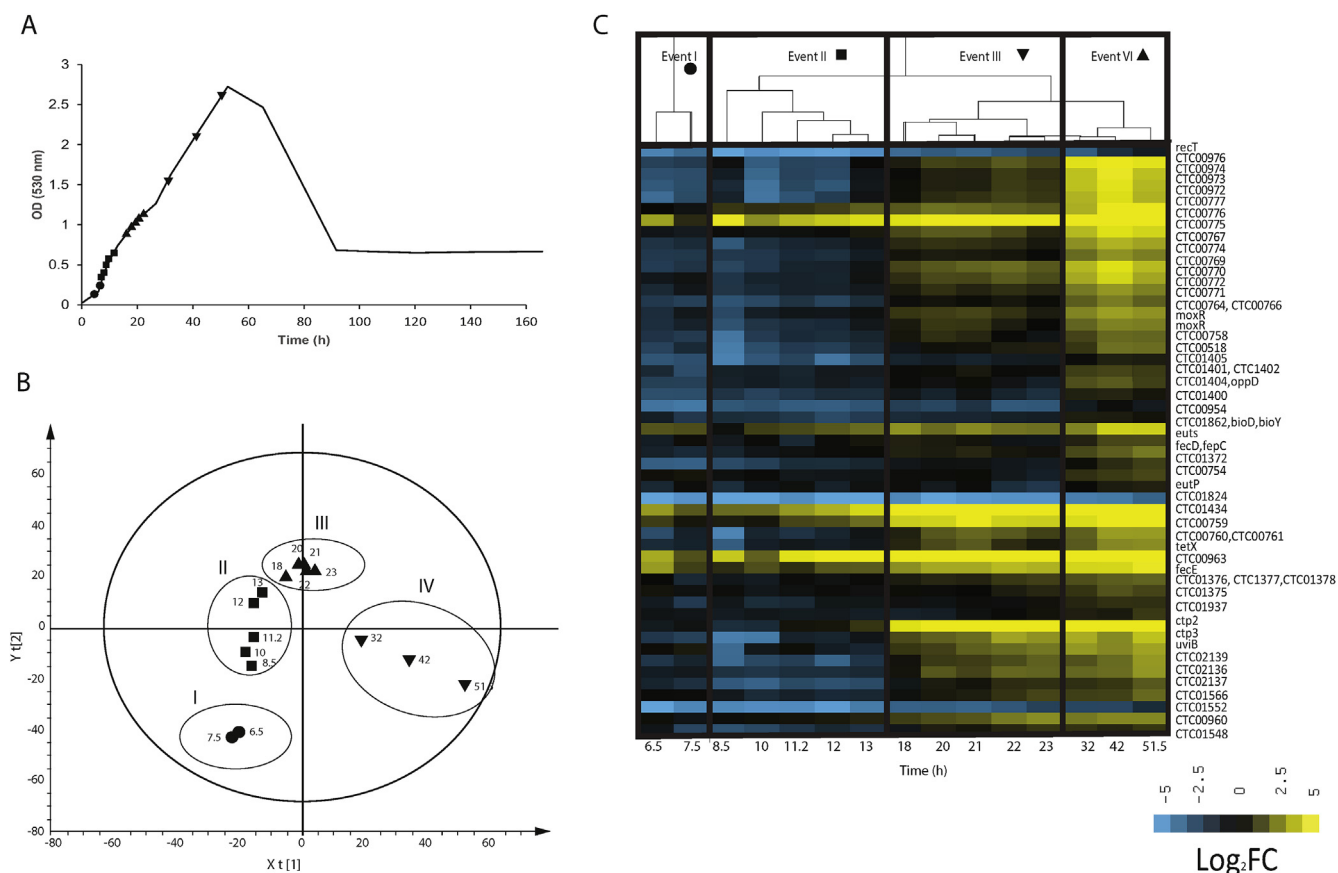 A
3
2.5
2
1.5
1
0.5
0
OD (530 nm)
0 20 40 60 80 100 120 140 160
Time (h)
B
60
40
20
0
-20
-40
-60
-80
Y t[2]
-80 -60 -40 -20 0 20 40 60 80
X t [1]
I
7.5 6.5
II
13
12
11.2
10
8.5
III
20 21
18
22 23
IV
32
42
51.5
C
Event I
Event II
Event III
Event VI
recT
CTC00976
CTC00974
CTC00973
CTC00972
CTC00777
CTC00776
CTC00775
CTC00767
CTC00774
CTC00769
CTC00770
CTC00772
CTC00771
CTC00764, CTC00766
moxR
moxR
CTC00758
CTC00518
CTC01405
CTC01401, CTC1402
CTC01404,oppD
CTC01400
CTC00954
CTC01862,bioD,bioY
euts
fecD,fepC
CTC01372
CTC00754
eutP
CTC01824
CTC01434
CTC00759
CTC00760,CTC00761
tetX
CTC00963
fecE
CTC01376, CTC1377,CTC01378
CTC01375
CTC01937
ctp2
ctp3
uviB
CTC02139
CTC02136
CTC02137
CTC01566
CTC01552
CTC00960
CTC01548
6.5 7.5 8.5 10 11.2 12 13 18 20 21 22 23 32 42 51.5
Time (h)
-5 -2.5 0 2.5 5
Log₂FC